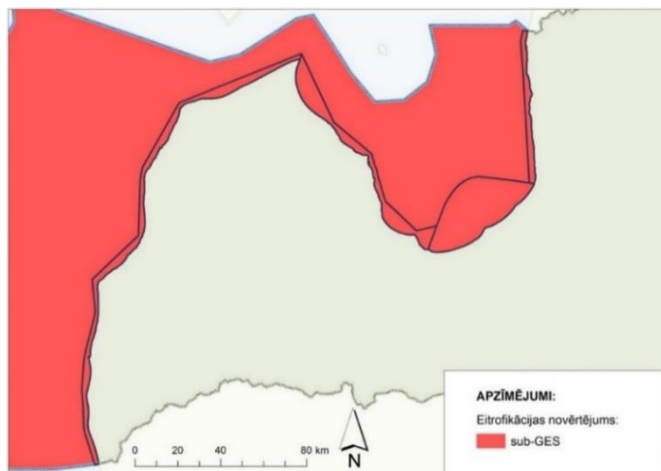 APZĪMĒJUMI:
Eitrofikācijas novērtējums:
sub-GES
0 20 40 80 km
N